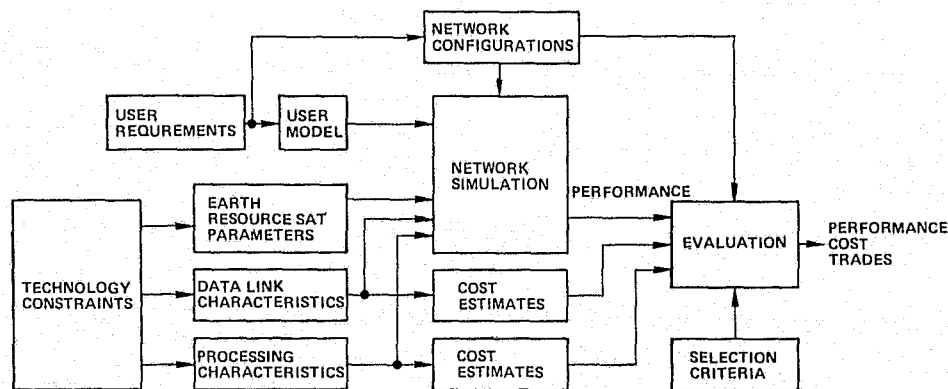 NETWORK
CONFIGURATIONS
USER
REQUREMENTS
USER
MODEL
NETWORK
SIMULATION
PERFORMANCE
EARTH
RESOURCE SAT
PARAMETERS
TECHNOLOGY
CONSTRAINTS
DATA LINK
CHARACTERISTICS
COST
ESTIMATES
EVALUATION
PERFORMANCE
COST
TRADES
PROCESSING
CHARACTERISTICS
COST
ESTIMATES
SELECTION
CRITERIA